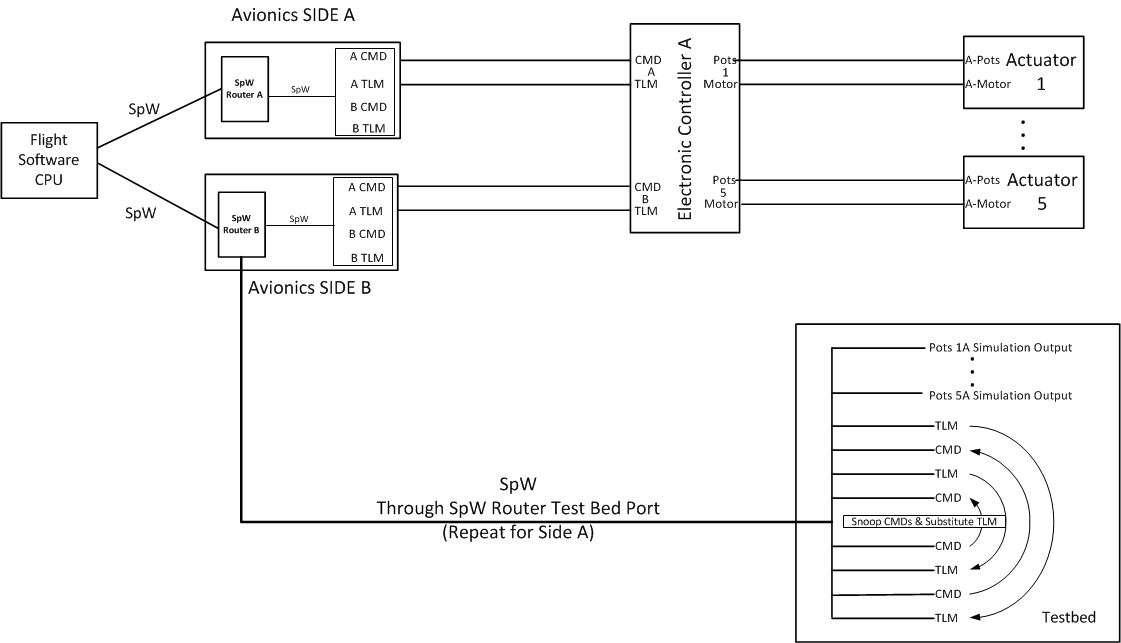 Avionics SIDE A
SpW
Router A
SpW
A CMD
A TLM
B CMD
B TLM
SpW
Flight
Software
CPU
SpW
SpW
Router B
SpW
A CMD
A TLM
B CMD
B TLM
Avionics SIDE B
Electronic Controller A
CMD
A
TLM
CMD
B
TLM
Pots
1
Motor
Pots
5
Motor
A-Pots
A-Motor
Actuator
1
A-Pots
A-Motor
Actuator
5
SpW
Through SpW Router Test Bed Port
(Repeat for Side A)
Pots 1A Simulation Output
Pots 5A Simulation Output
TLM
CMD
TLM
CMD
Snoop CMDs & Substitute TLM
CMD
TLM
CMD
TLM
Testbed